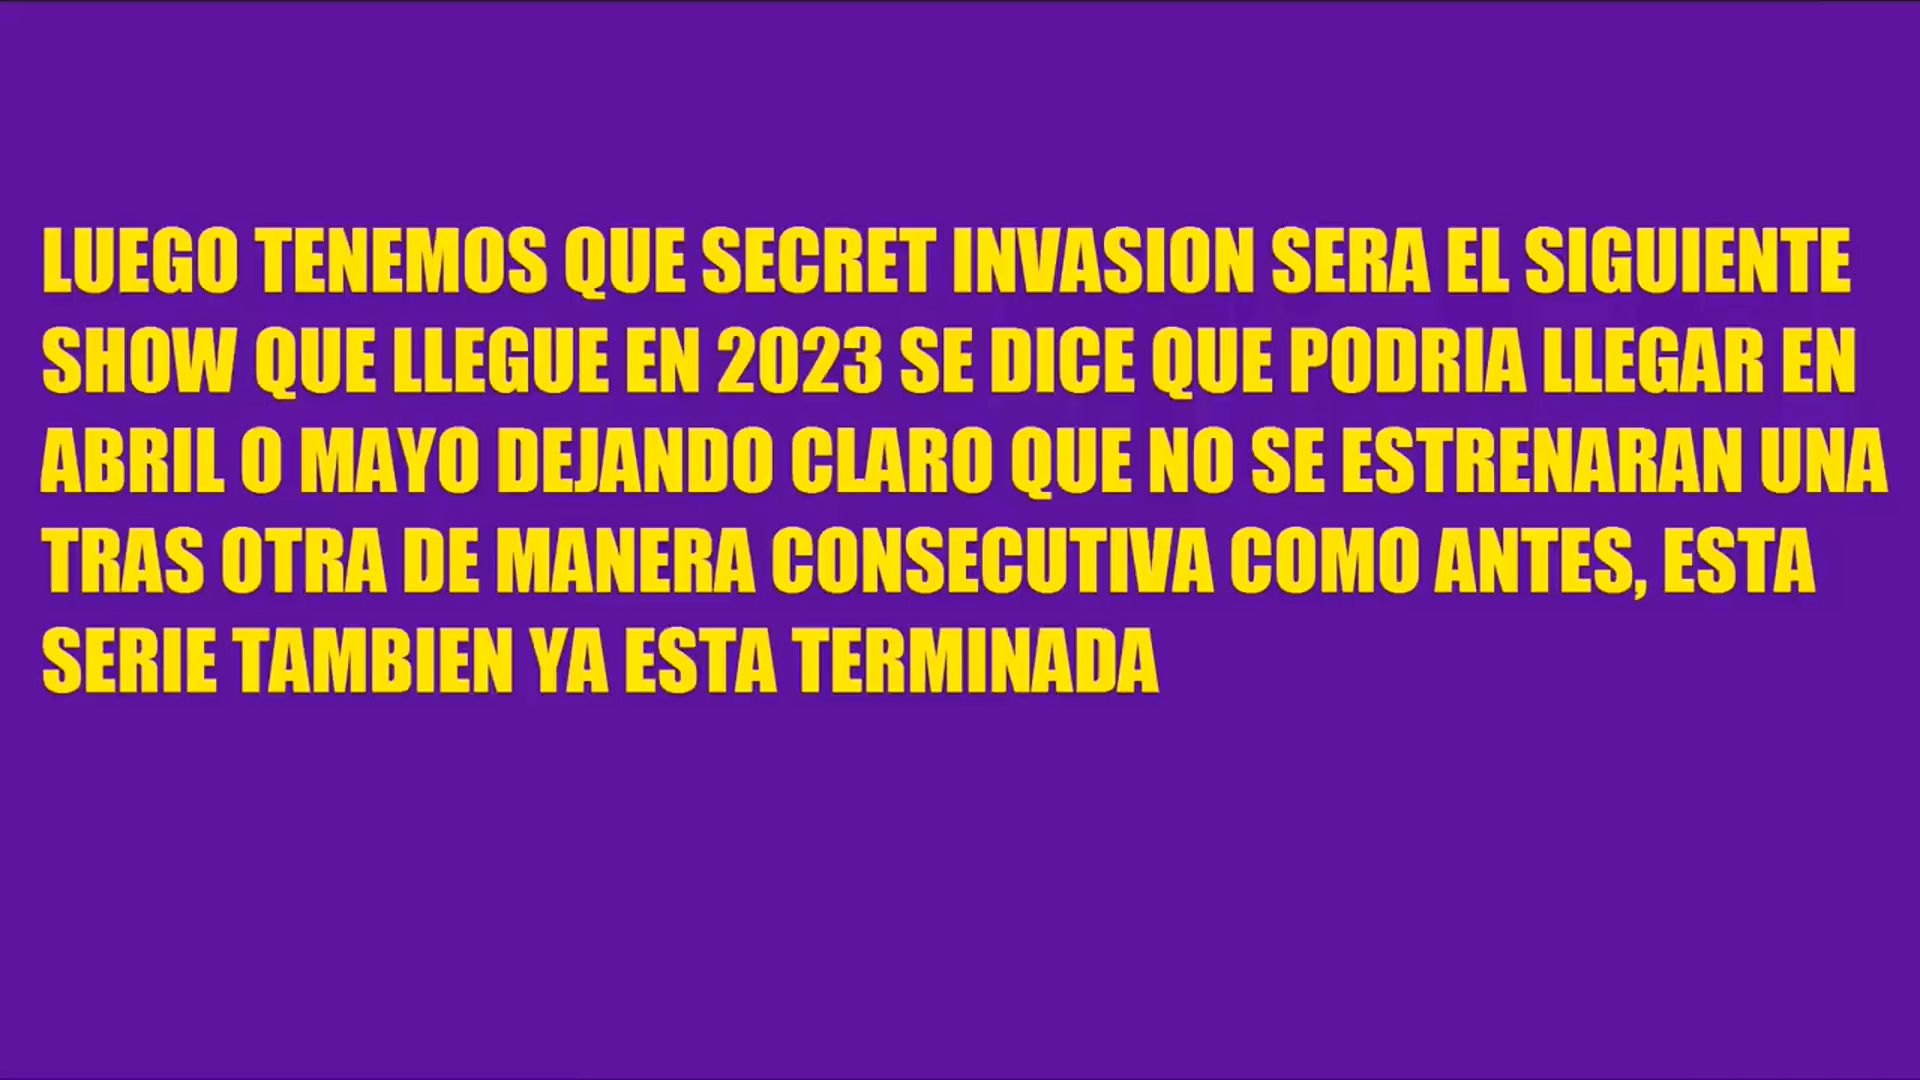 LUEGO TENEMOS QUE SECRET INVASION SERA EL SIGUIENTE
SHOW QUE LLEGUE EN 2023 SE DICE QUE PODRIA LLEGAR EN
ABRIL O MAYO DEJANDO CLARO QUE NO SE ESTRENARAN UNA
TRAS OTRA DE MANERA CONSECUTIVA COMO ANTES, ESTA
SERIE TAMBIEN YA ESTA TERMINADA